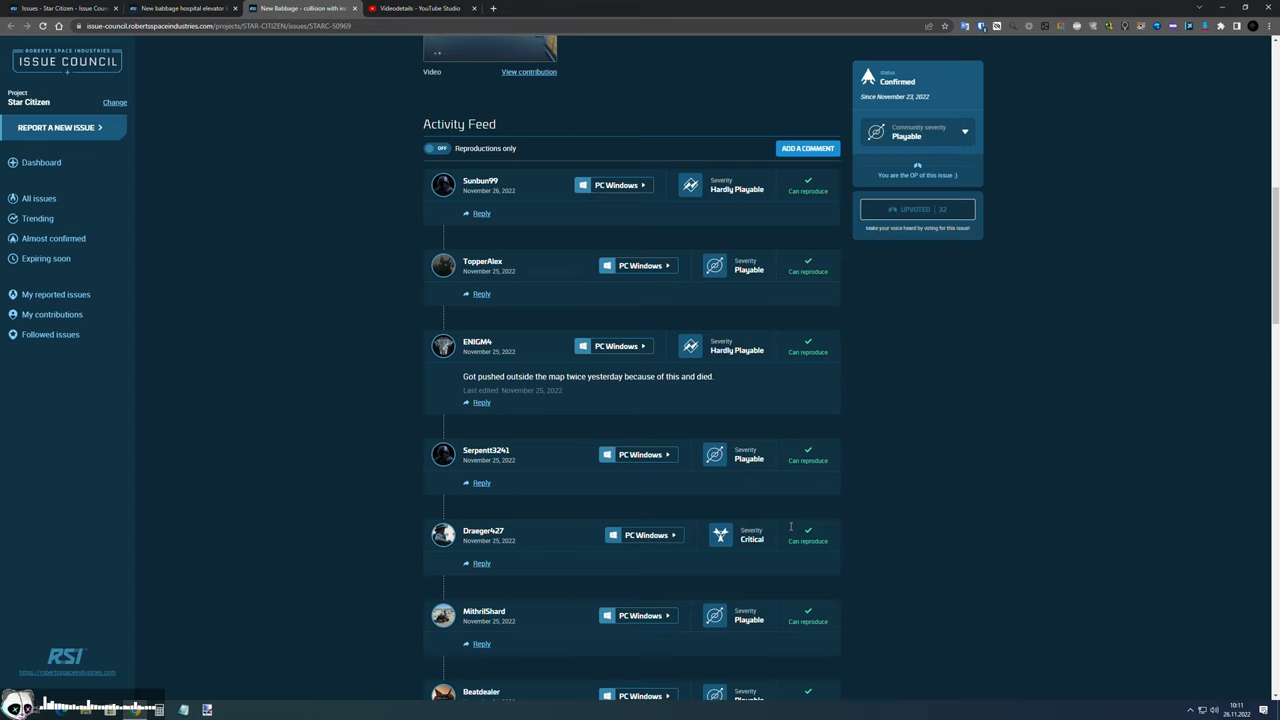 Issues - Star Citizen - Issue Coun
New babbage hospital elevator
New Babbage - collision with in
Videodetails - YouTube Studio
issue-council.robertsspaceindustries.com/projects/STAR-CITIZEN/issues/STARC-50969
ROBERTS SPACE INDUSTRIES
ISSUE COUNCIL
Project
Star Citizen
Change
REPORT A NEW ISSUE
Dashboard
All issues
Trending
Almost confirmed
Expiring soon
My reported issues
My contributions
Followed issues
RSI
https://robertsspaceindustries.com
Video
View contribution
Activity Feed
OFF
Reproductions only
ADD A COMMENT
Sunbun99
November 26, 2022
PC Windows
Severity
Hardly Playable
Can reproduce
Reply
TopperAlex
November 25, 2022
PC Windows
Severity
Playable
Can reproduce
Reply
ENIGM4
November 25, 2022
PC Windows
Severity
Hardly Playable
Can reproduce
Got pushed outside the map twice yesterday because of this and died.
Last edited: November 25, 2022
Reply
Serpentt3241
November 25, 2022
PC Windows
Severity
Playable
Can reproduce
Reply
Draeger427
November 25, 2022
PC Windows
Severity
Critical
Can reproduce
Reply
MithrilShard
November 25, 2022
PC Windows
Severity
Playable
Can reproduce
Reply
Beatdealer
PC Windows
Severity
Status
Confirmed
Since November 23, 2022
Community severity
Playable
You are the OP of this issue :)
UPVOTED | 32
Make your voice heard by voting for this issue!
10:11
26.11.2022